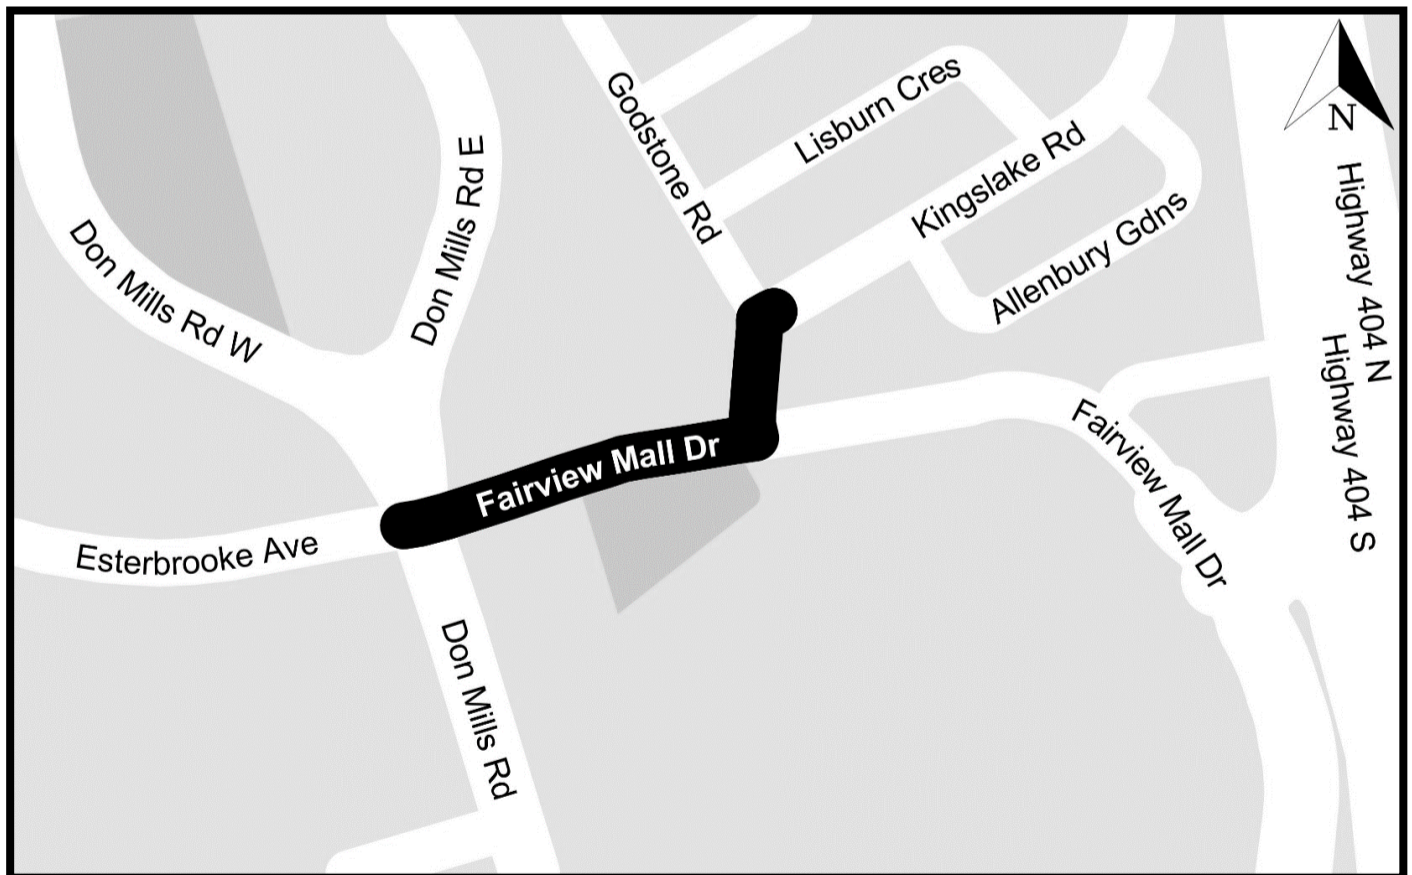 N
Godstone Rd
Lisburn Cres
Kingslake Rd
Allenbury Gdns
Don Mills Rd E
Don Mills Rd W
Highway 404 N
Highway 404 S
Fairview Mall Dr
Fairview Mall Dr
Esterbrooke Ave
Don Mills Rd